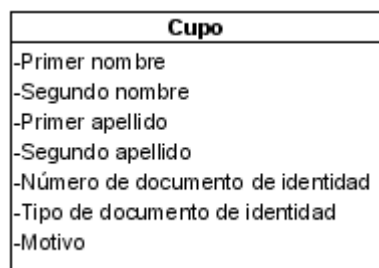 Cupo
-Primer nombre
-Segundo nombre
-Primer apellido
-Segundo apellido
-Número de documento de identidad
-Tipo de documento de identidad
-Motivo